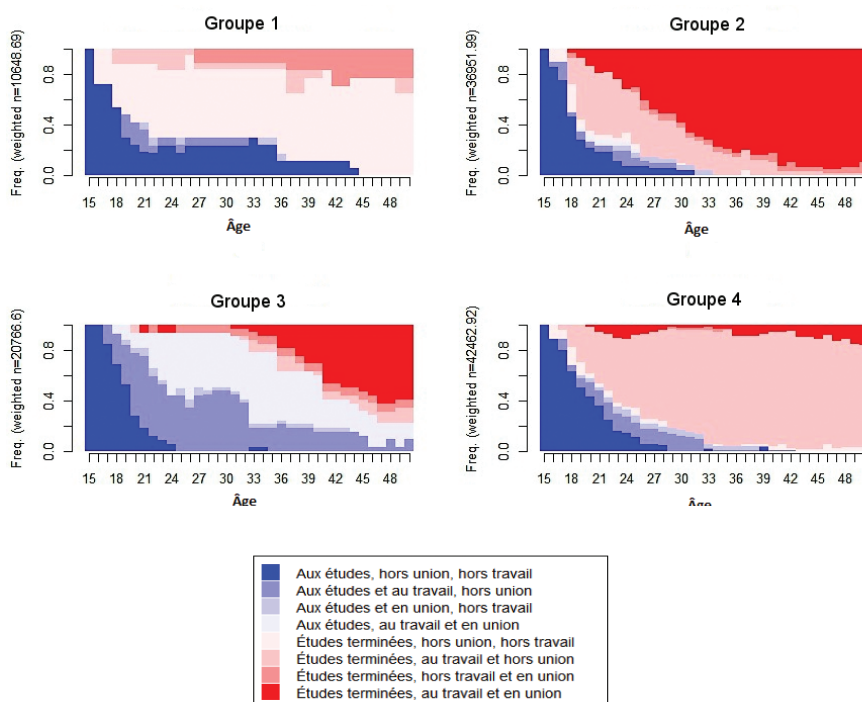 Groupe 1
Freq. (weighted n=10648.69)
0.0 0.4 0.8
15 18 21 24 27 30 33 36 39 42 45 48
Âge
Groupe 2
Freq. (weighted n=36951.99)
0.0 0.4 0.8
15 18 21 24 27 30 33 36 39 42 45 48
Âge
Groupe 3
Freq. (weighted n=20766.6)
0.0 0.4 0.8
15 18 21 24 27 30 33 36 39 42 45 48
Âge
Groupe 4
Freq. (weighted n=42462.92)
0.0 0.4 0.8
15 18 21 24 27 30 33 36 39 42 45 48
Âge
Aux études, hors union, hors travail
Aux études et au travail, hors union
Aux études et en union, hors travail
Aux études, au travail et en union
Études terminées, hors union, hors travail
Études terminées, au travail et hors union
Études terminées, hors travail et en union
Études terminées, au travail et en union